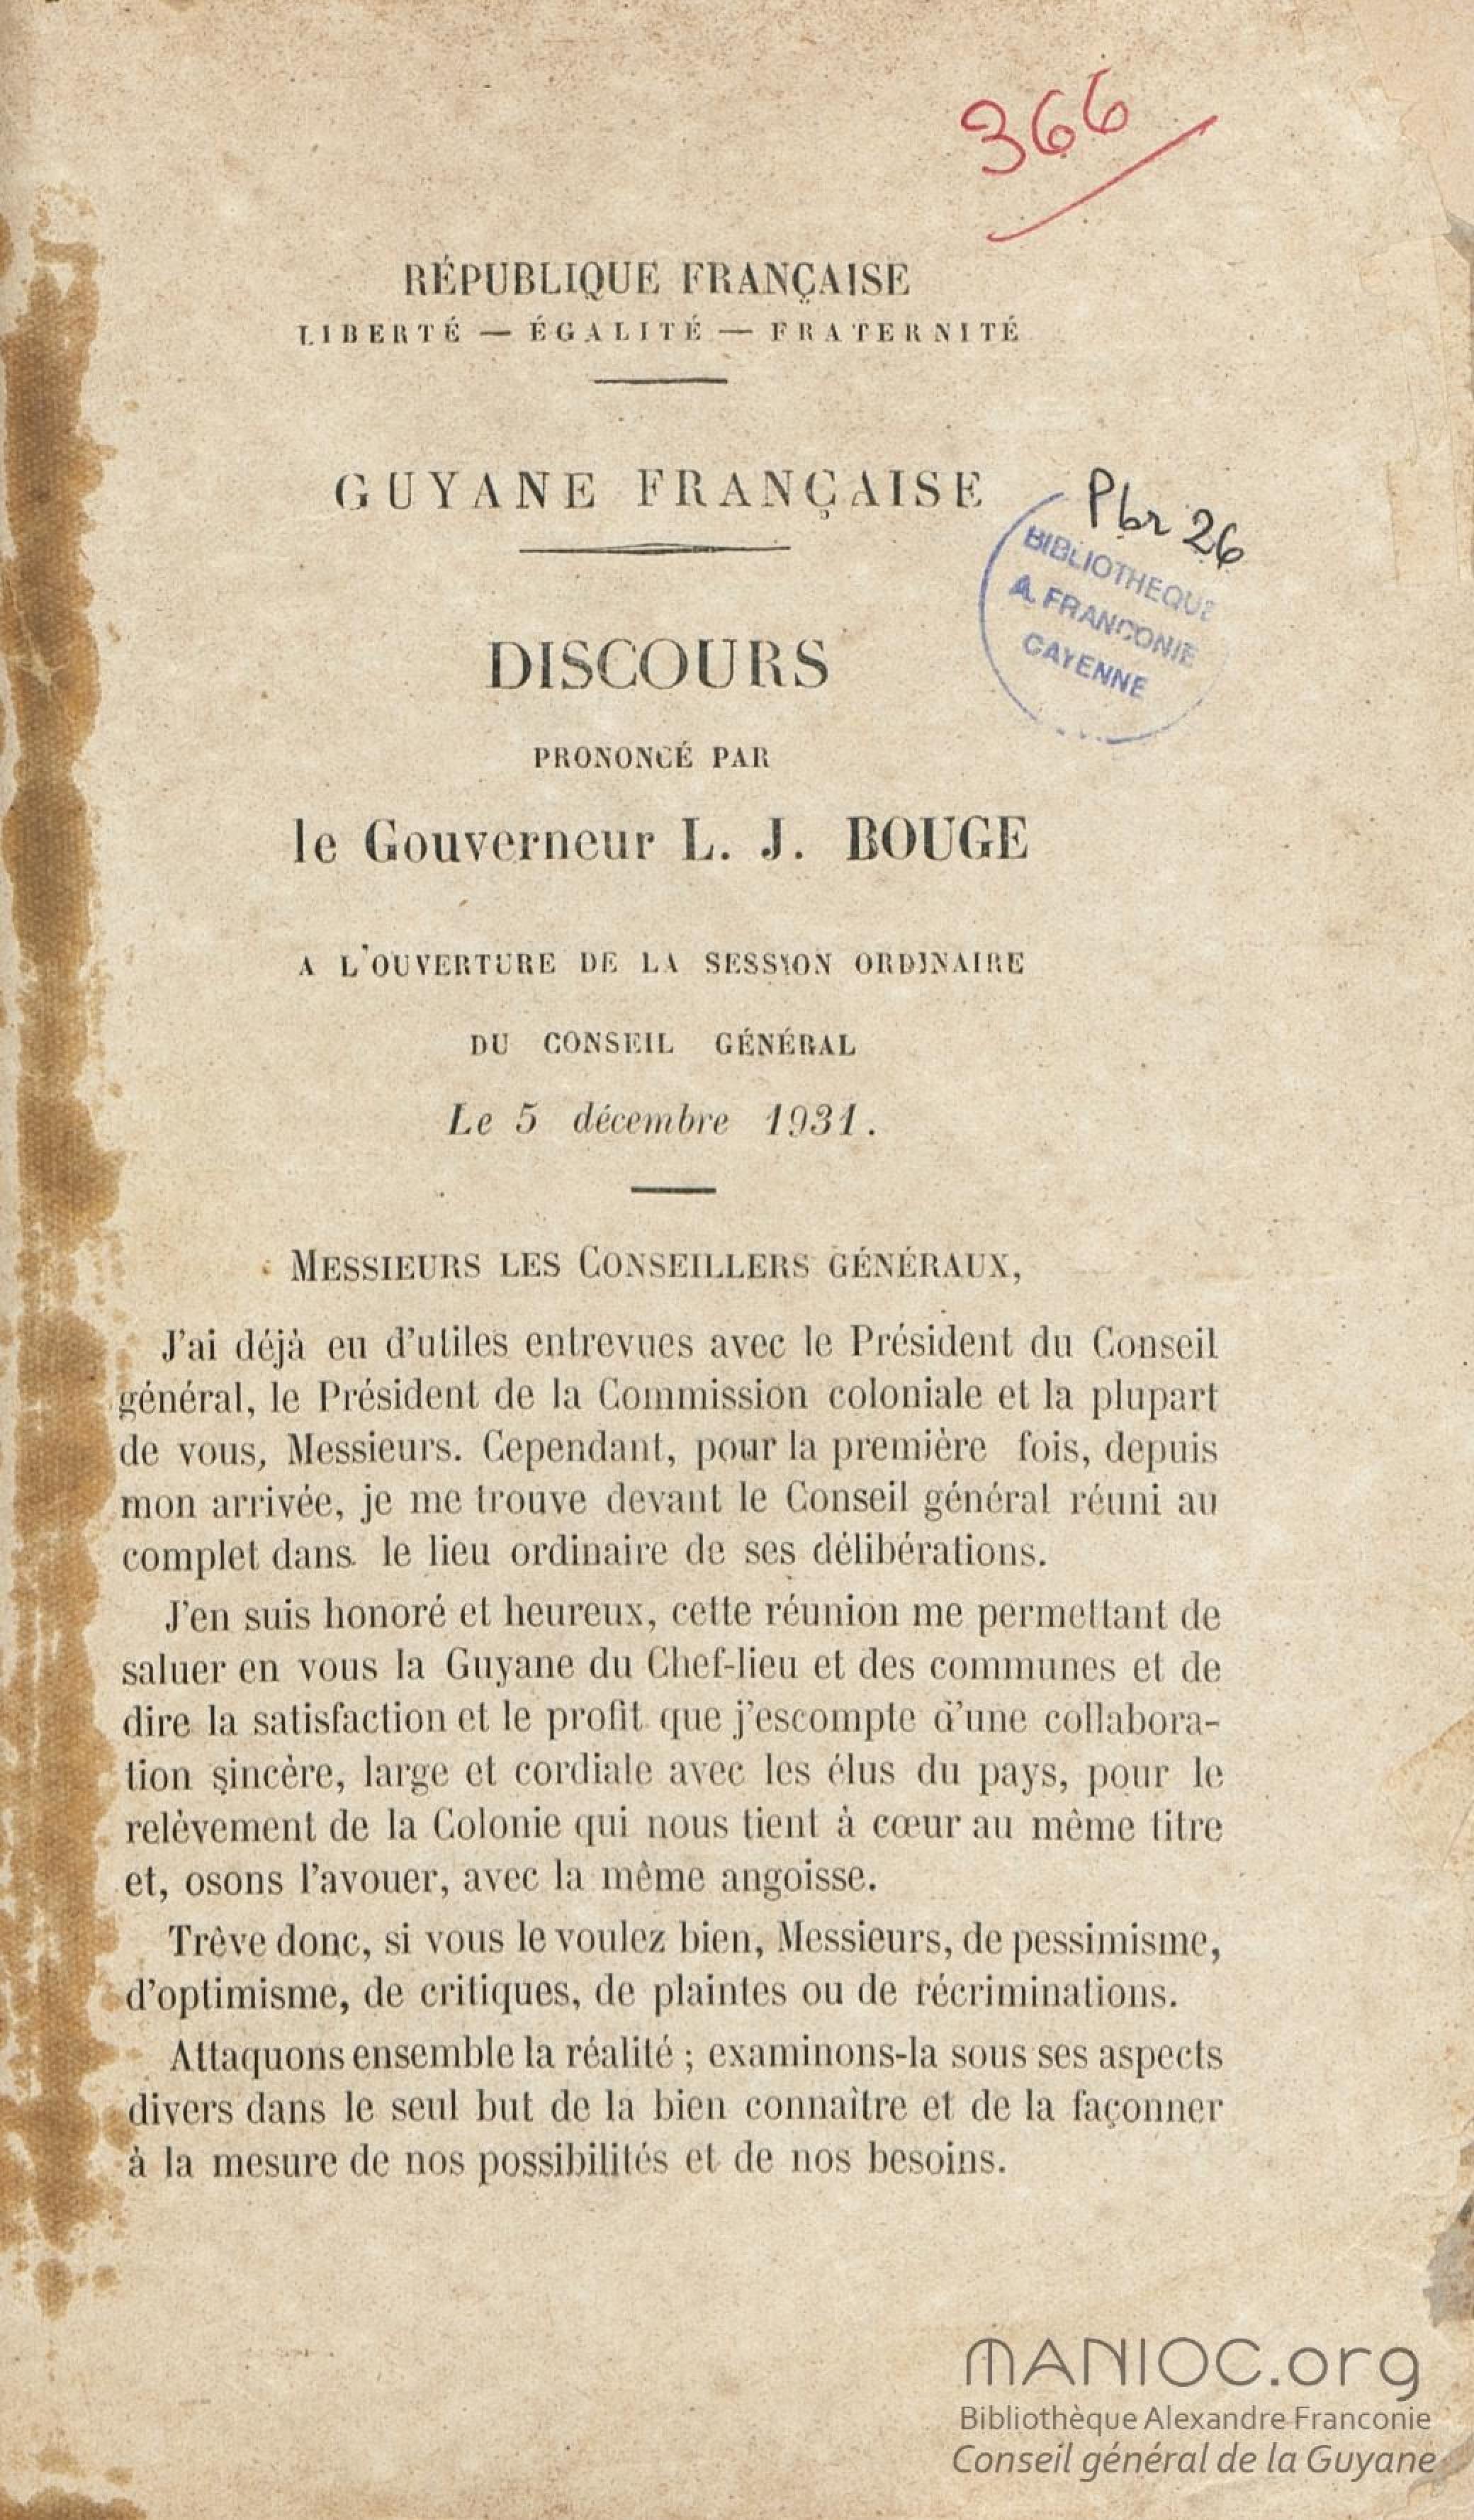 366
RÉPUBLIQUE FRANÇAISE
LIBERTÉ — ÉGALITÉ — FRATERNITÉ
GUYANE FRANÇAISE
Pbr 26
BIBLIOTHEQUE
A. FRANCONIE
CAYENNE
DISCOURS
PRONONCÉ PAR
le Gouverneur L. J. BOUGE
A L'OUVERTURE DE LA SESSION ORDINAIRE
DU CONSEIL GÉNÉRAL
Le 5 décembre 1931.
MESSIEURS LES CONSEILLERS GÉNÉRAUX,
J'ai déjà eu d'utiles entrevues avec le Président du Conseil
général, le Président de la Commission coloniale et la plupart
de vous, Messieurs. Cependant, pour la première fois, depuis
mon arrivée, je me trouve devant le Conseil général réuni au
complet dans le lieu ordinaire de ses délibérations.
J'en suis honoré et heureux, cette réunion me permettant de
saluer en vous la Guyane du Chef-lieu et des communes et de
dire la satisfaction et le profit que j'escompte d'une collabora-
tion sincère, large et cordiale avec les élus du pays, pour le
relèvement de la Colonie qui nous tient à cœur au même titre
et, osons l'avouer, avec la même angoisse.
Trêve donc, si vous le voulez bien, Messieurs, de pessimisme,
d'optimisme, de critiques, de plaintes ou de récriminations.
Attaquons ensemble la réalité ; examinons-la sous ses aspects
divers dans le seul but de la bien connaître et de la façonner
à la mesure de nos possibilités et de nos besoins.
MANIOC.org
Bibliothèque Alexandre Franconie
Conseil général de la Guyane